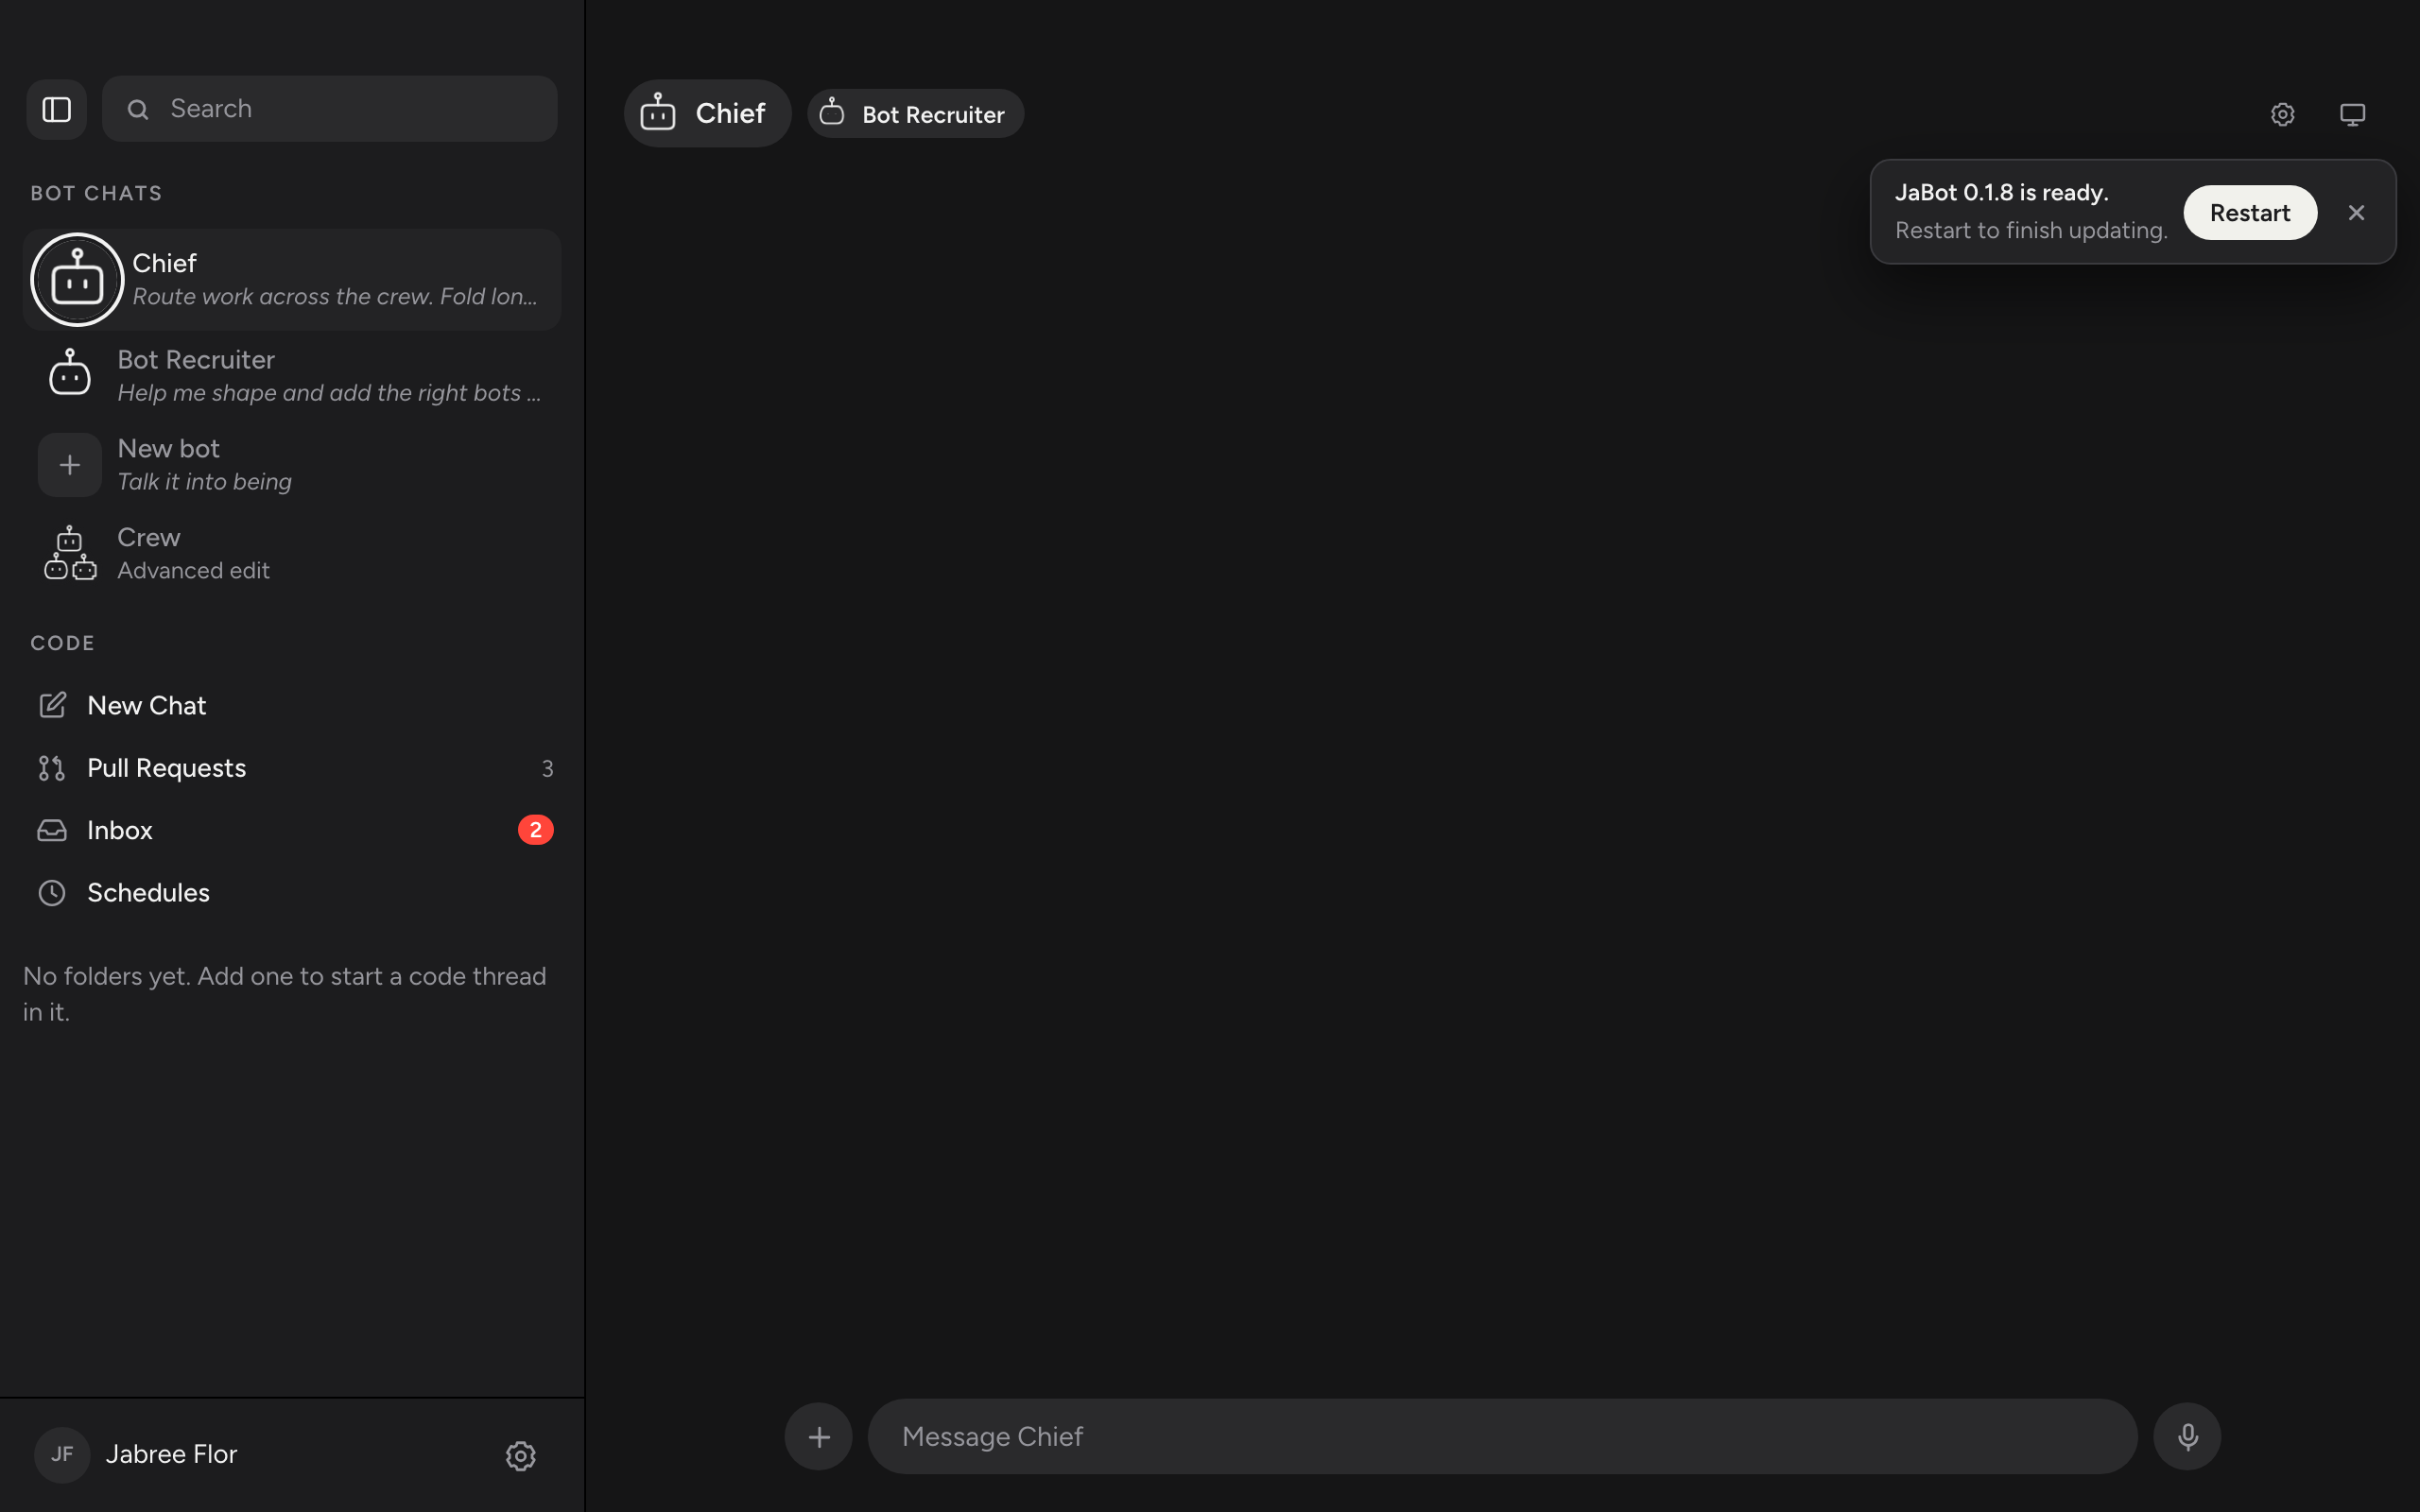 Search
BOT CHATS
Chief
Route work across the crew. Fold lon...
Bot Recruiter
Help me shape and add the right bots ...
New bot
Talk it into being
Crew
Advanced edit
CODE
New Chat
Pull Requests 3
Inbox 2
Schedules
No folders yet. Add one to start a code thread
in it.
JF Jabree Flor
Chief Bot Recruiter
JaBot 0.1.8 is ready.
Restart to finish updating.
Restart
Message Chief